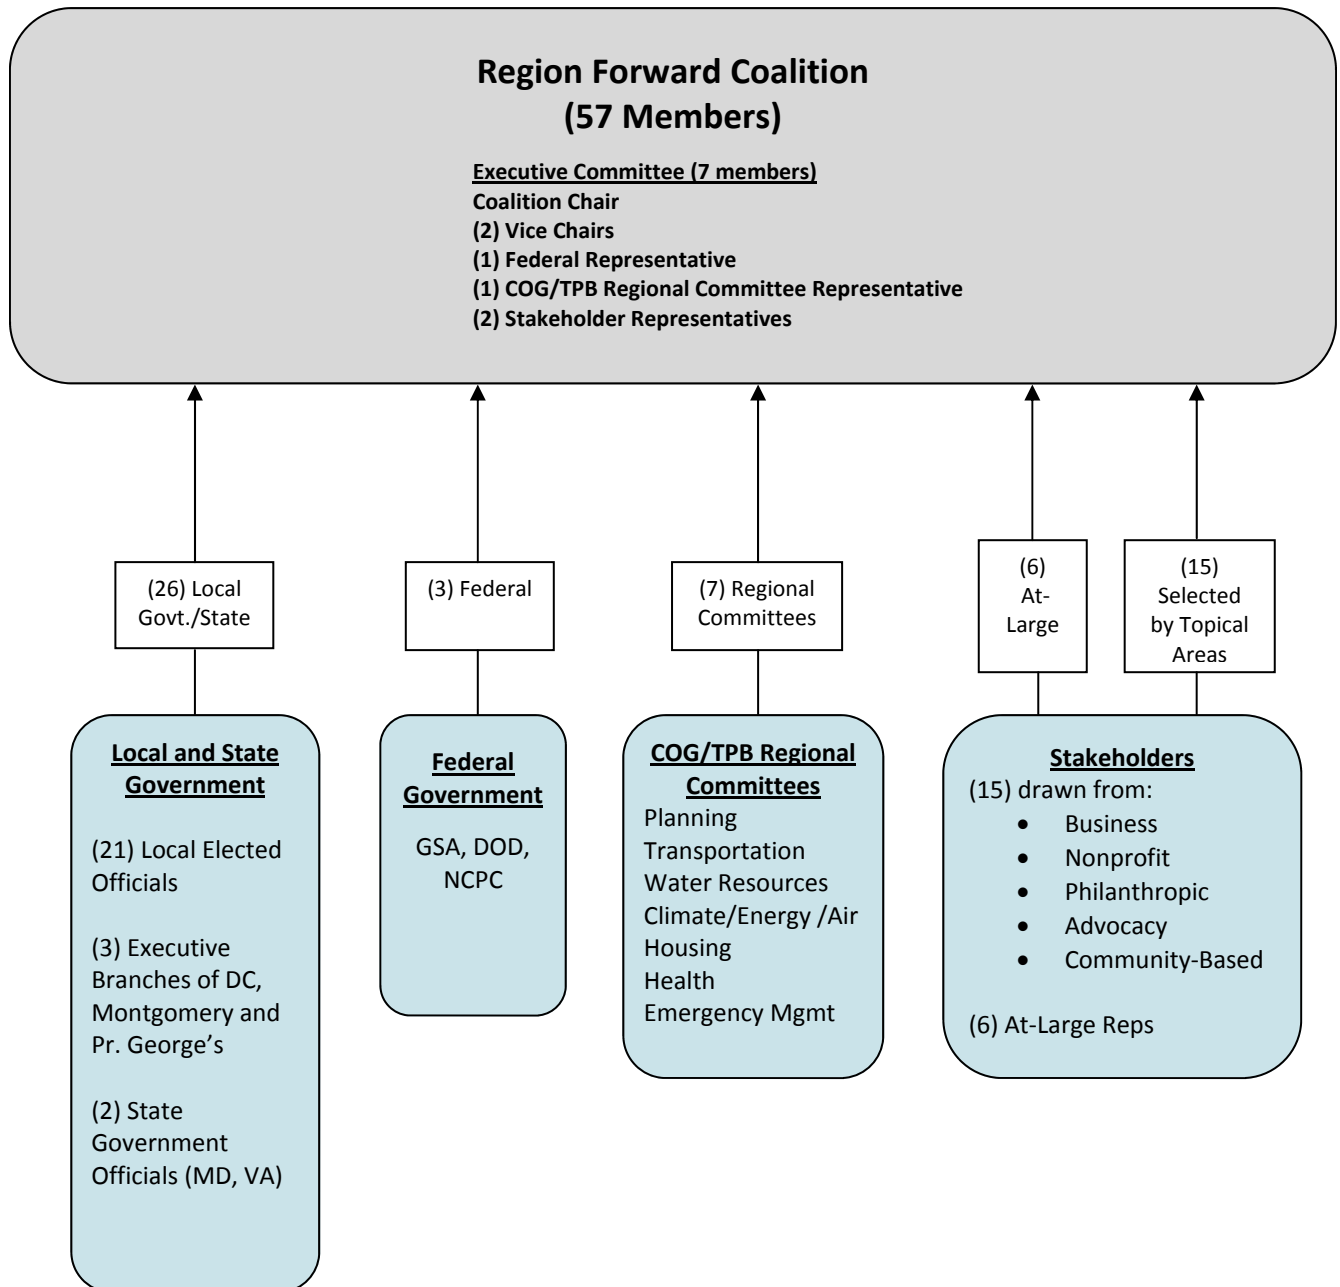 Region Forward Coalition
(57 Members)
Executive Committee (7 members)
Coalition Chair
(2) Vice Chairs
(1) Federal Representative
(1) COG/TPB Regional Committee Representative
(2) Stakeholder Representatives
(26) Local
Govt./State
(3) Federal
(7) Regional
Committees
(6)
At-
Large
(15)
Selected
by Topical
Areas
Local and State
Government
(21) Local Elected
Officials
(3) Executive
Branches of DC,
Montgomery and
Pr. George’s
(2) State
Government
Officials (MD, VA)
Federal
Government
GSA, DOD,
NCPC
COG/TPB Regional
Committees
Planning
Transportation
Water Resources
Climate/Energy /Air
Housing
Health
Emergency Mgmt
Stakeholders
(15) drawn from:
• Business
• Nonprofit
• Philanthropic
• Advocacy
• Community-Based
(6) At-Large Reps